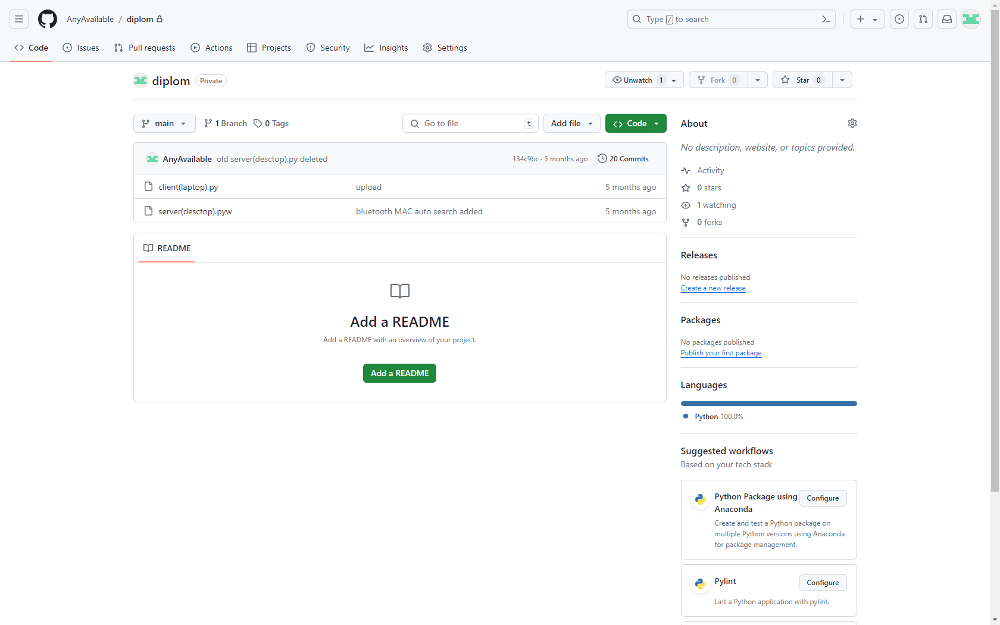 AnyAvailable / diplom
Type / to search
Code
Issues
Pull requests
Actions
Projects
Security
Insights
Settings
diplom Private
Unwatch 1
Fork 0
Star 0
main
1 Branch
0 Tags
Go to file t
Add file
Code
AnyAvailable old server(desctop).py deleted
134c9bc · 5 months ago
20 Commits
client(laptop).py upload 5 months ago
server(desctop).pyw bluetooth MAC auto search added 5 months ago
README
Add a README
Add a README with an overview of your project.
Add a README
About
No description, website, or topics provided.
Activity
0 stars
1 watching
0 forks
Releases
No releases published
Create a new release
Packages
No packages published
Publish your first package
Languages
Python 100.0%
Suggested workflows
Based on your tech stack
Python Package using
Anaconda
Configure
Create and test a Python package on
multiple Python versions using Anaconda
for package management.
Pylint
Configure
Lint a Python application with pylint.